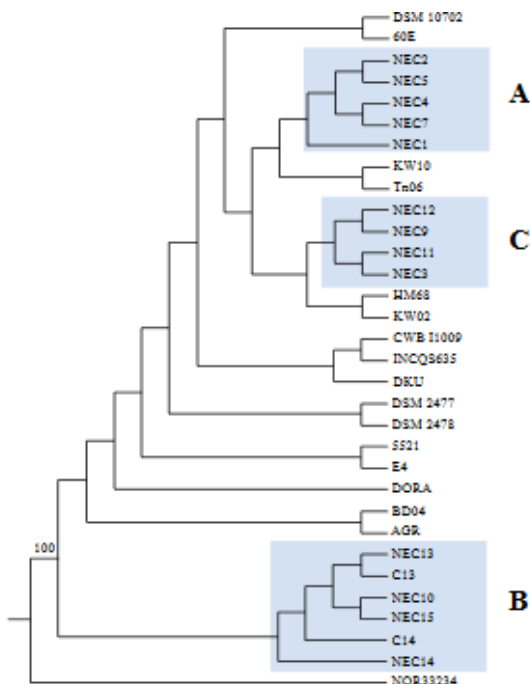 DSM 10702
60E
NEC2
NEC5
A
NEC4
NEC7
NEC1
KW10
Tn06
NEC12
NEC9
C
NEC11
NEC3
HM68
KW02
CWB I1009
INCQS635
DKU
DSM 2477
DSM 2478
5521
E4
DORA
BD04
AGR
100
NEC13
C13
NEC10
B
NEC15
C14
NEC14
NOR33234